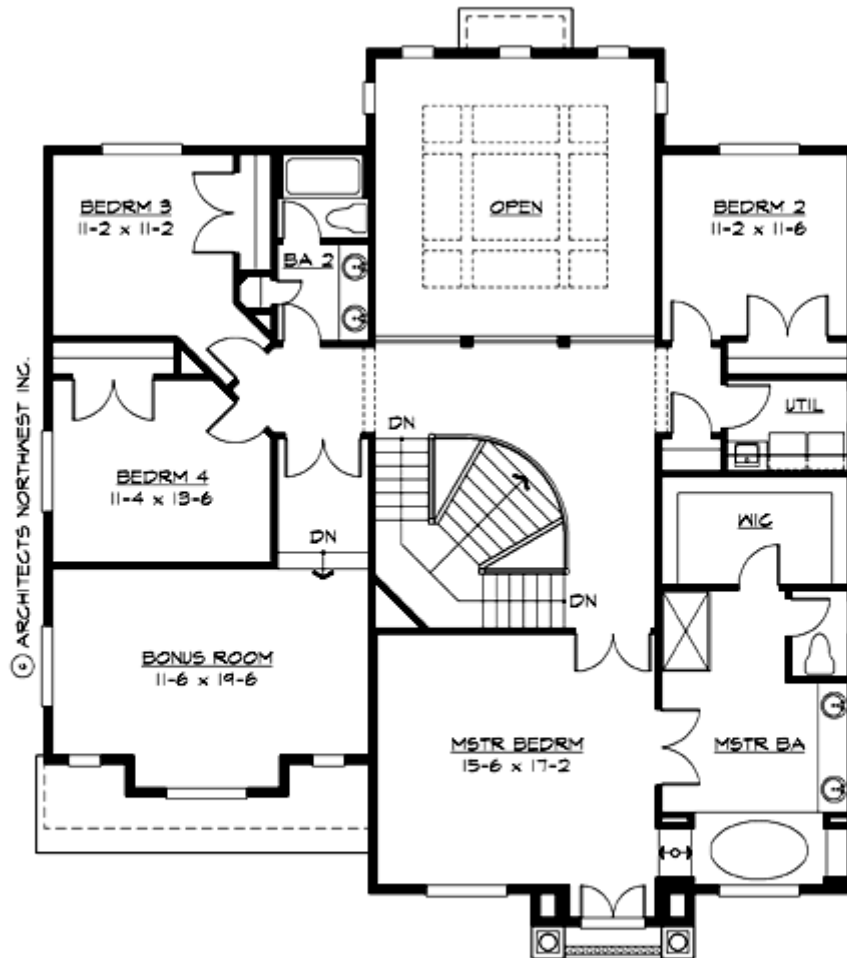 BEDRM 3
11-2 x 11-2
BA 2
OPEN
BEDRM 2
11-2 x 11-6
UTIL
DN
BEDRM 4
11-4 x 13-6
DN
WIC
DN
BONUS ROOM
11-6 x 19-6
MSTR BEDRM
15-6 x 17-2
MSTR BA
© ARCHITECTS NORTHWEST INC.